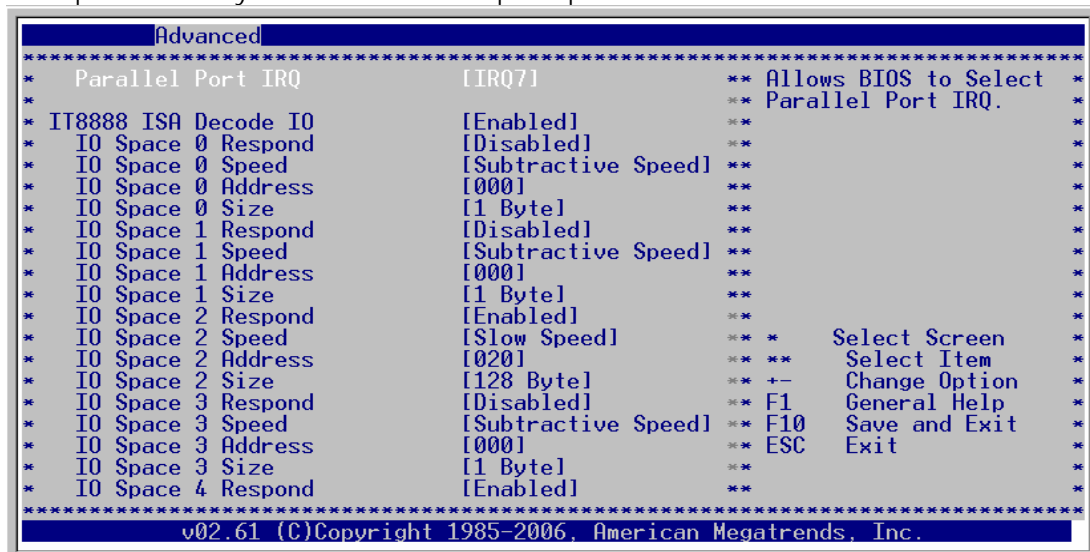 Advanced
****************************************************************************
* Parallel Port IRQ [IRQ7] ** Allows BIOS to Select *
* ** Parallel Port IRQ. *
* IT8888 ISA Decode IO [Enabled] ** *
* IO Space 0 Respond [Disabled] ** *
* IO Space 0 Speed [Subtractive Speed] ** *
* IO Space 0 Address [000] ** *
* IO Space 0 Size [1 Byte] ** *
* IO Space 1 Respond [Disabled] ** *
* IO Space 1 Speed [Subtractive Speed] ** *
* IO Space 1 Address [000] ** *
* IO Space 1 Size [1 Byte] ** *
* IO Space 2 Respond [Enabled] ** *
* IO Space 2 Speed [Slow Speed] ** * Select Screen *
* IO Space 2 Address [020] ** ** Select Item *
* IO Space 2 Size [128 Byte] ** +- Change Option *
* IO Space 3 Respond [Disabled] ** F1 General Help *
* IO Space 3 Speed [Subtractive Speed] ** F10 Save and Exit *
* IO Space 3 Address [000] ** ESC Exit *
* IO Space 3 Size [1 Byte] ** *
* IO Space 4 Respond [Enabled] ** *
****************************************************************************
v02.61 (C)Copyright 1985-2006, American Megatrends, Inc.